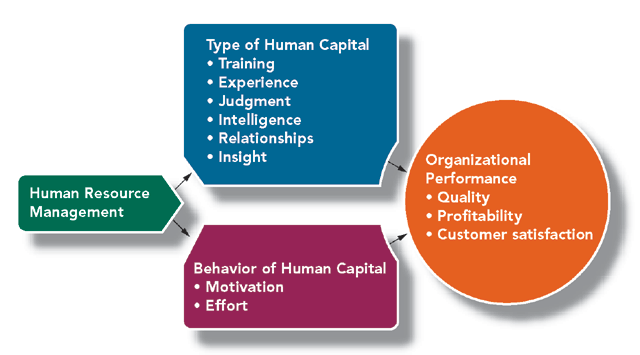 Type of Human Capital
• Training
• Experience
• Judgment
• Intelligence
• Relationships
• Insight
Human Resource
Management
Organizational
Performance
• Quality
• Profitability
• Customer satisfaction
Behavior of Human Capital
• Motivation
• Effort